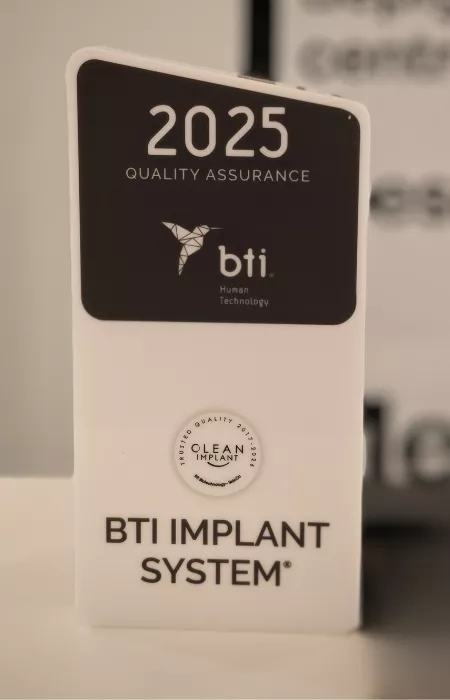 2025
QUALITY ASSURANCE
bti
Human
Technology
TRUSTED QUALITY 2017-2026
CLEAN
IMPLANT
BTI IMPLANT
SYSTEM®